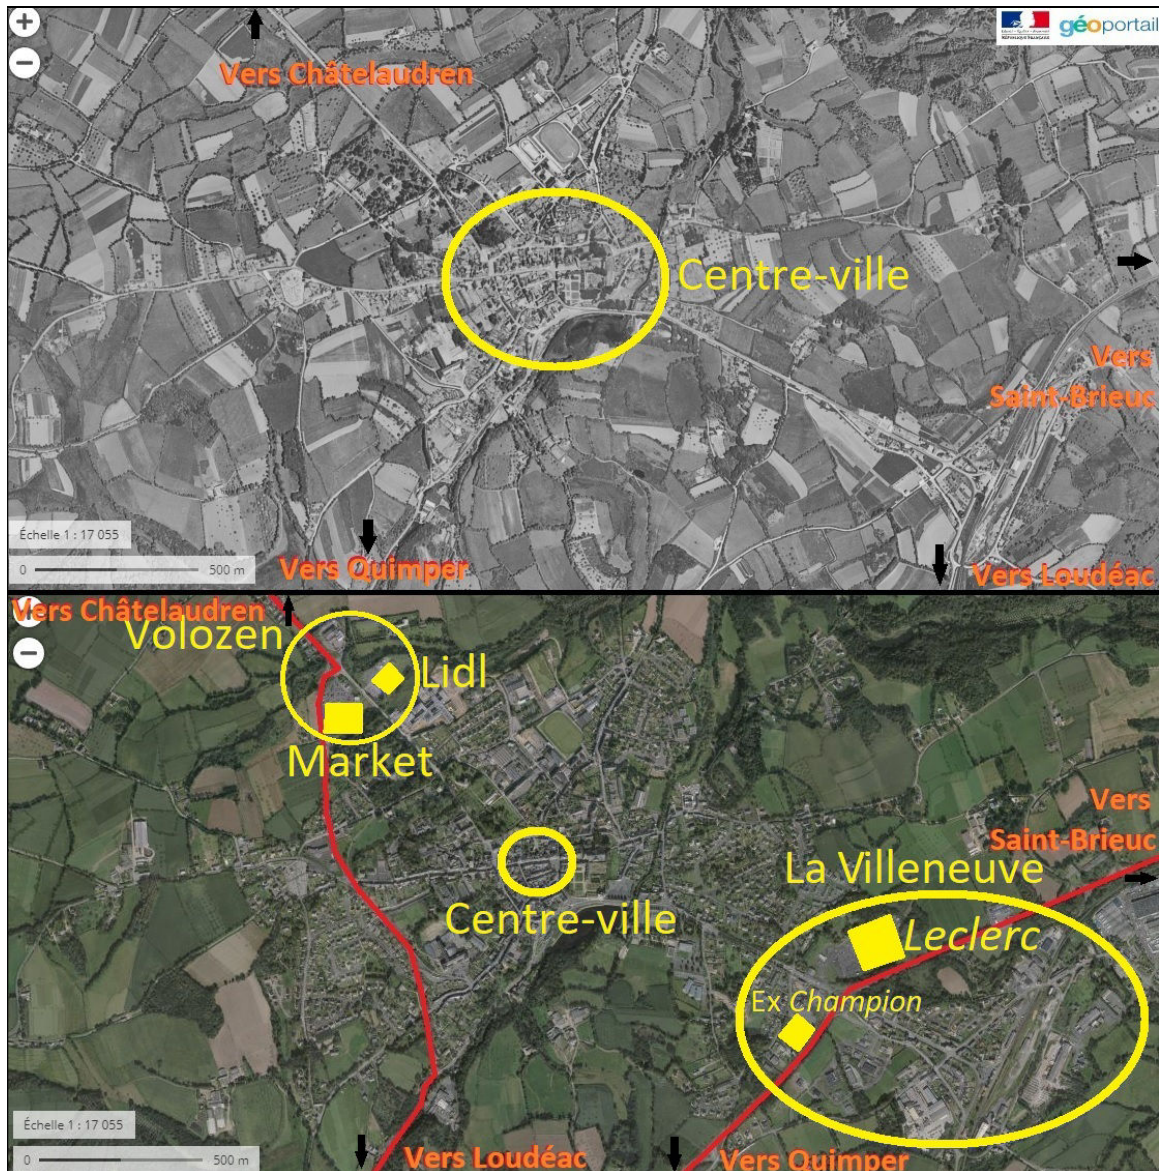 +
−
géoportail
RÉPUBLIQUE FRANÇAISE
Vers Châtelaudren
Centre-ville
Vers
Saint-Brieuc
Échelle 1 : 17 055
0 500 m
Vers Quimper
Vers Loudéac
Vers Châtelaudren
−
Volozen
Lidl
Market
Vers
Saint-Brieuc
La Villeneuve
Leclerc
Centre-ville
Ex Champion
Échelle 1 : 17 055
0 500 m
Vers Loudéac
Vers Quimper